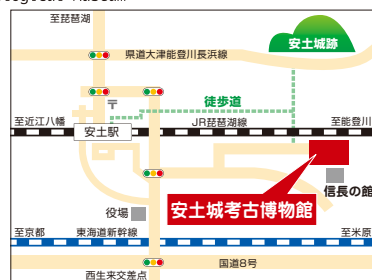 至琵琶湖
安土城跡
県道大津能登川長浜線
〒
徒歩道
至近江八幡
JR琵琶湖線
至能登川
安土駅
信長の館
安土城考古博物館
役場
至京都
東海道新幹線
至米原
国道8号
西生来交差点